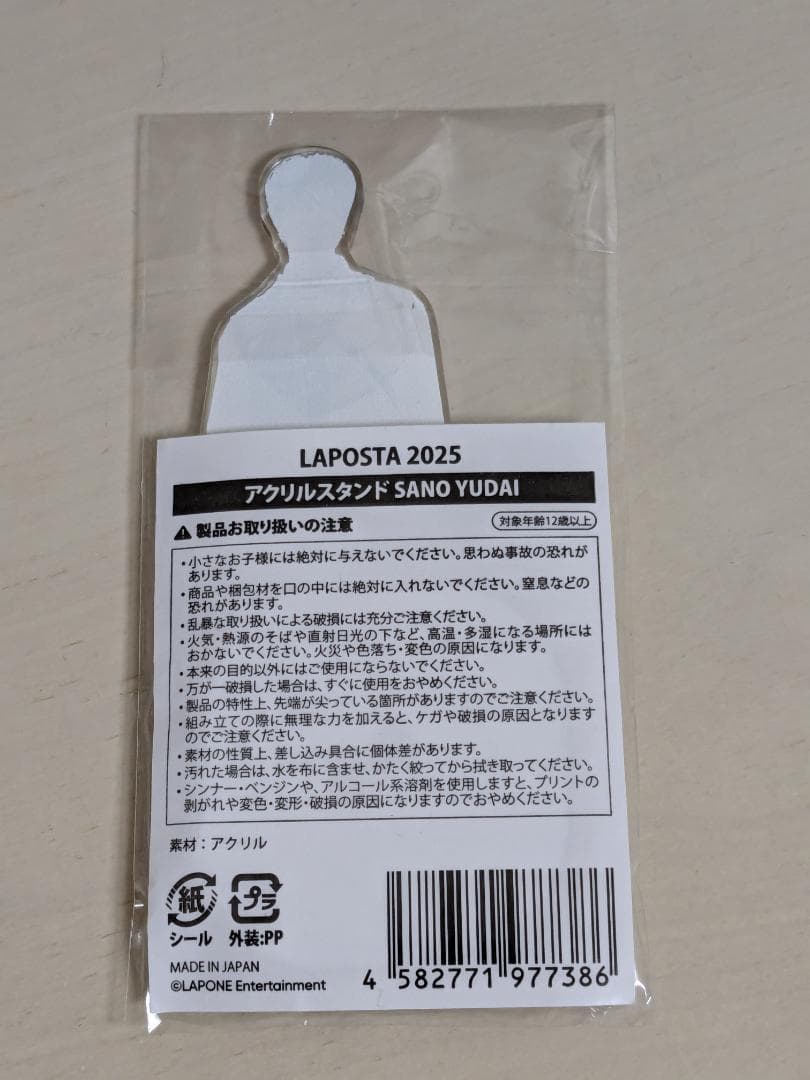 LAPOSTA 2025
アクリルスタンド SANO YUDAI
製品お取り扱いの注意
対象年齢12歳以上
・小さなお子様には絶対に与えないでください。思わぬ事故の恐れが
あります。
・商品や梱包材を口の中には絶対に入れないでください。窒息などの
恐れがあります。
・乱暴な取り扱いによる破損には充分ご注意ください。
・火気・熱源のそばや直射日光の下など、高温・多湿になる場所には
おかないでください。火災や色落ち・変色の原因になります。
・本来の目的以外にはご使用にならないでください。
・万が一破損した場合は、すぐに使用をおやめください。
・製品の特性上、先端が尖っている箇所がありますのでご注意ください。
・組み立ての際に無理な力を加えると、ケガや破損の原因となります
のでご注意ください。
・素材の性質上、差し込み具合に個体差があります。
・汚れた場合は、水を布に含ませ、かたく絞ってから拭き取ってください。
・シンナー・ベンジンや、アルコール系溶剤を使用しますと、プリントの
剥がれや変色・変形・破損の原因になりますのでおやめください。
素材：アクリル
紙 プラ
シール 外装:PP
MADE IN JAPAN
©LAPONE Entertainment
4 582771 977386